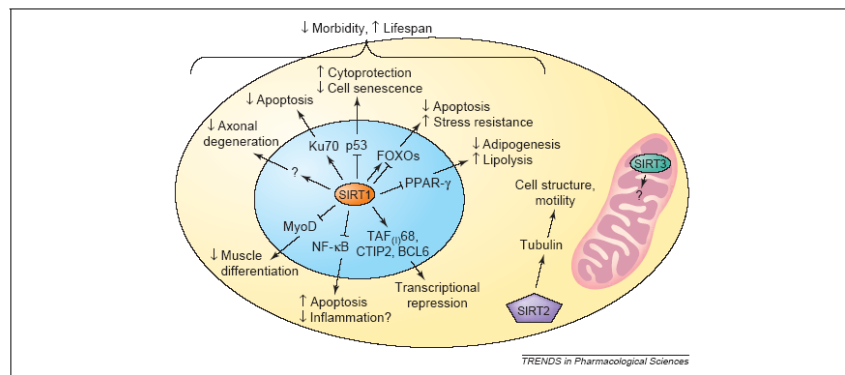 ↓ Morbidity, ↑ Lifespan
↑ Cytoprotection
↓ Cell senescence
↓ Apoptosis
↓ Apoptosis
↑ Stress resistance
↓ Axonal
degeneration
Ku70
p53
FOXOs
↓ Adipogenesis
↑ Lipolysis
?
PPAR-γ
SIRT1
SIRT3
?
Cell structure,
motility
MyoD
NF-κB
TAF(I)68,
CTIP2, BCL6
Tubulin
↓ Muscle
differentiation
Transcriptional
repression
↑ Apoptosis
↓ Inflammation?
SIRT2
TRENDS in Pharmacological Sciences